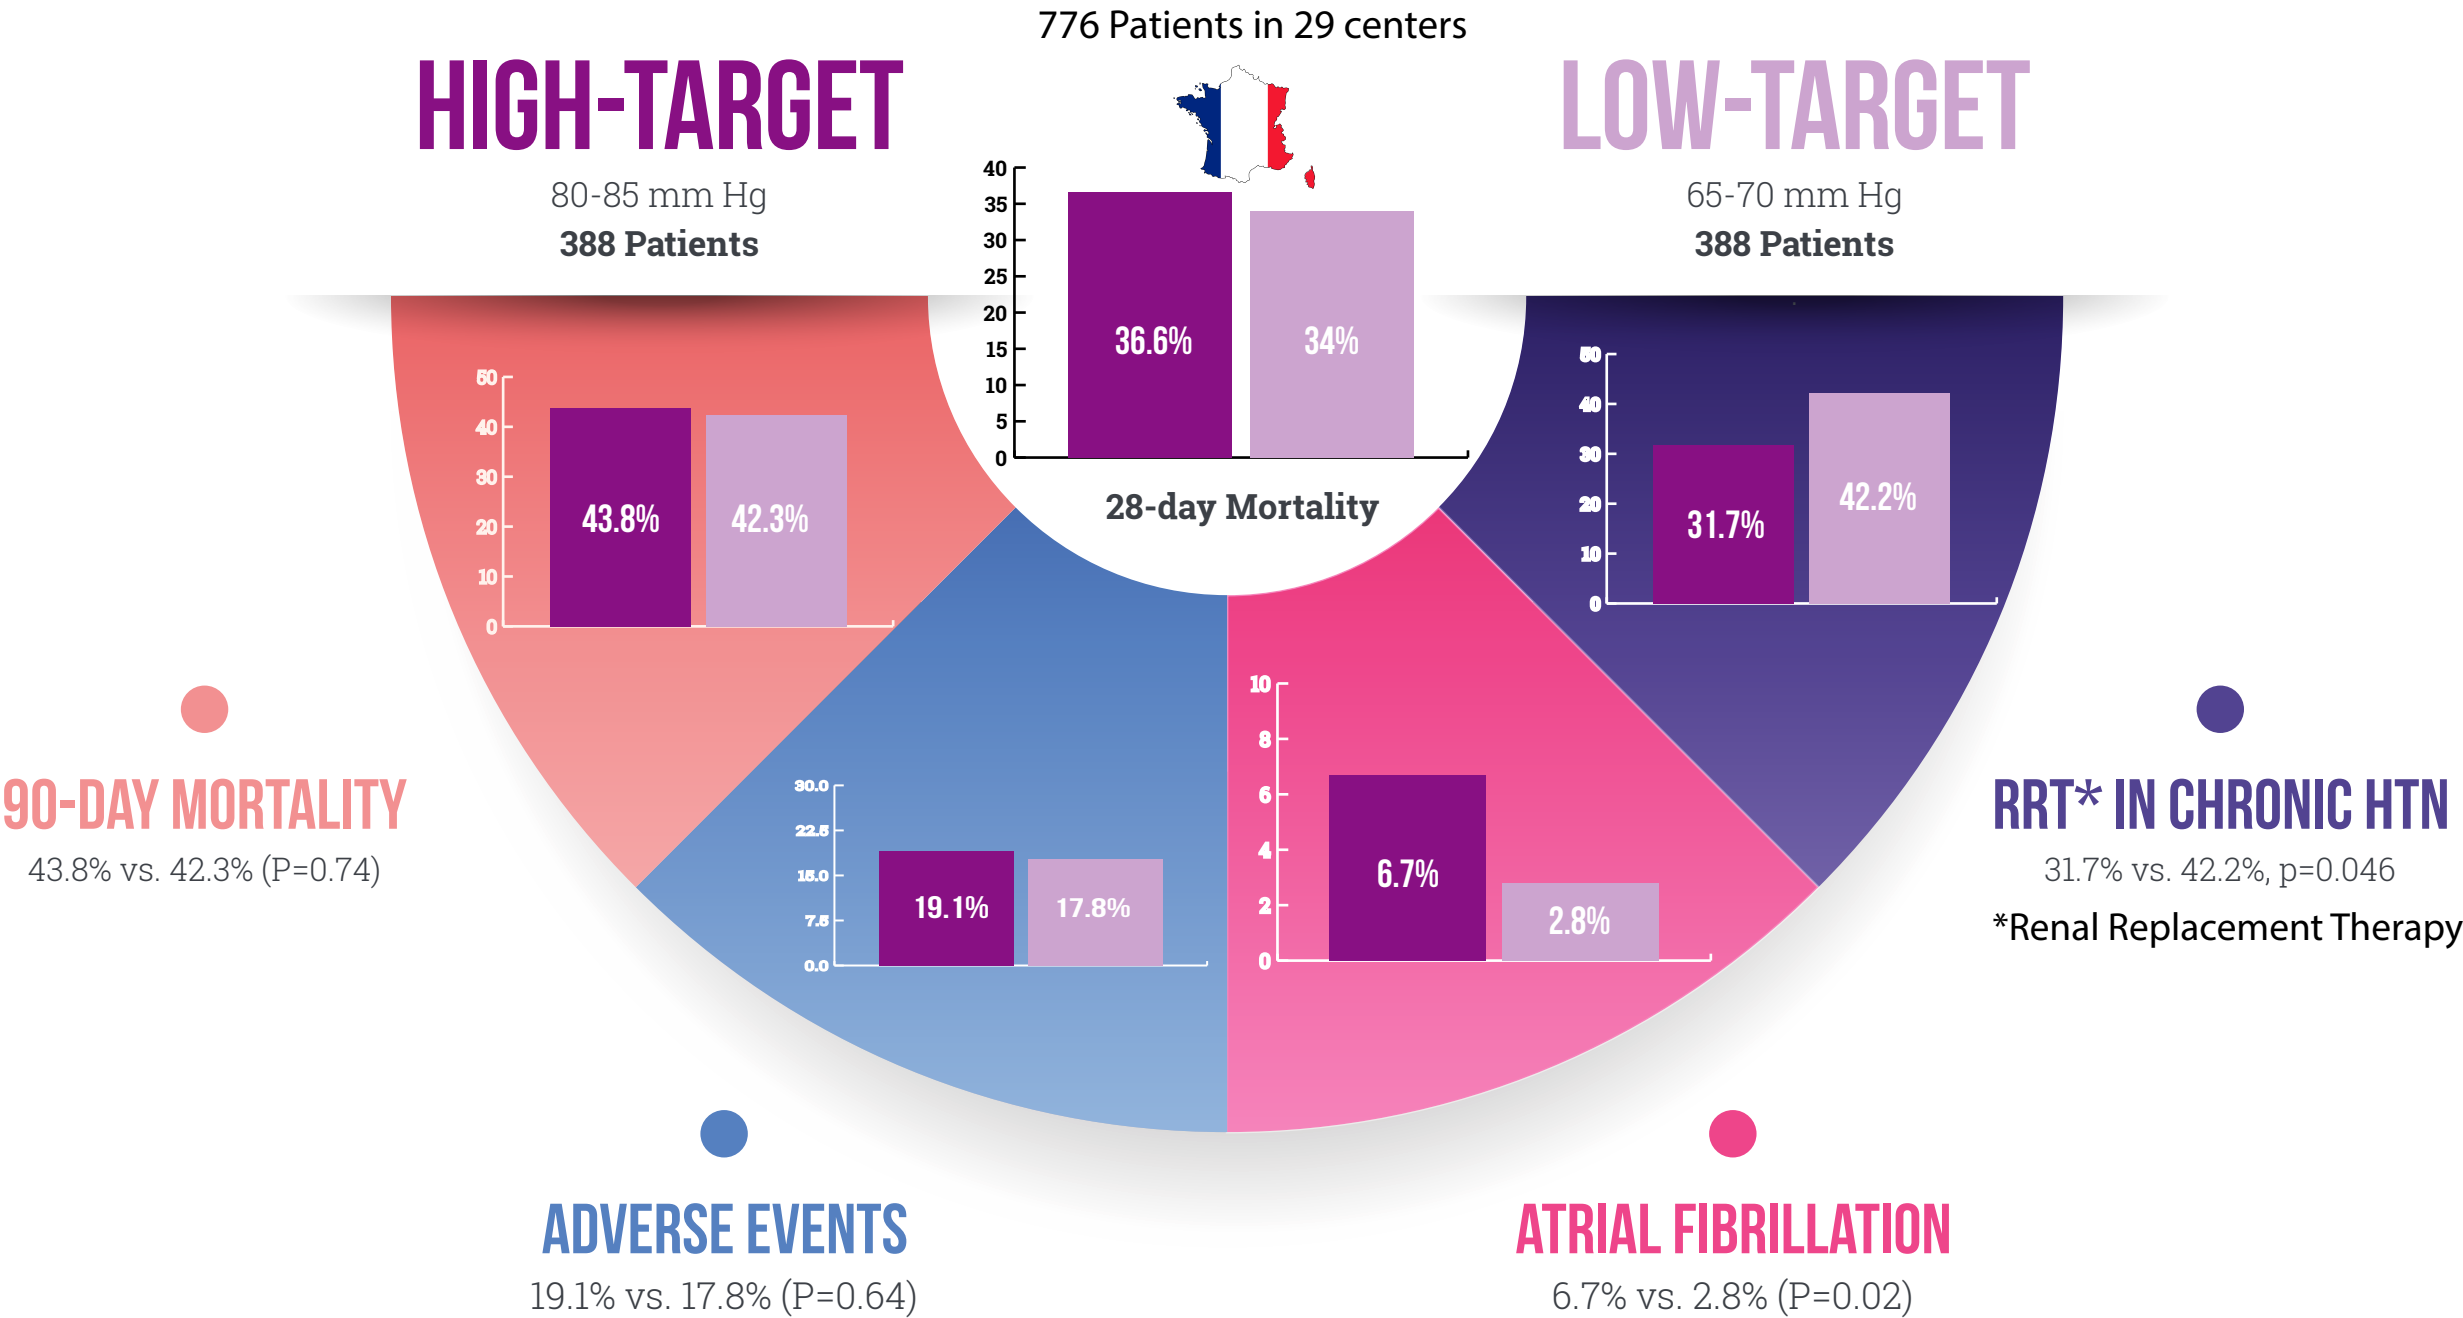 776 Patients in 29 centers
HIGH-TARGET
80-85 mm Hg
388 Patients
LOW-TARGET
65-70 mm Hg
388 Patients
40
35
30
25
20
15
10
5
0
36.6%
34%
28-day Mortality
50
40
30
20
10
0
43.8%
42.3%
50
40
30
20
10
0
31.7%
42.2%
30.0
22.5
15.0
7.5
0.0
19.1%
17.8%
10
8
6
4
2
0
6.7%
2.8%
90-DAY MORTALITY
43.8% vs. 42.3% (P=0.74)
RRT* IN CHRONIC HTN
31.7% vs. 42.2%, p=0.046
*Renal Replacement Therapy
ADVERSE EVENTS
19.1% vs. 17.8% (P=0.64)
ATRIAL FIBRILLATION
6.7% vs. 2.8% (P=0.02)